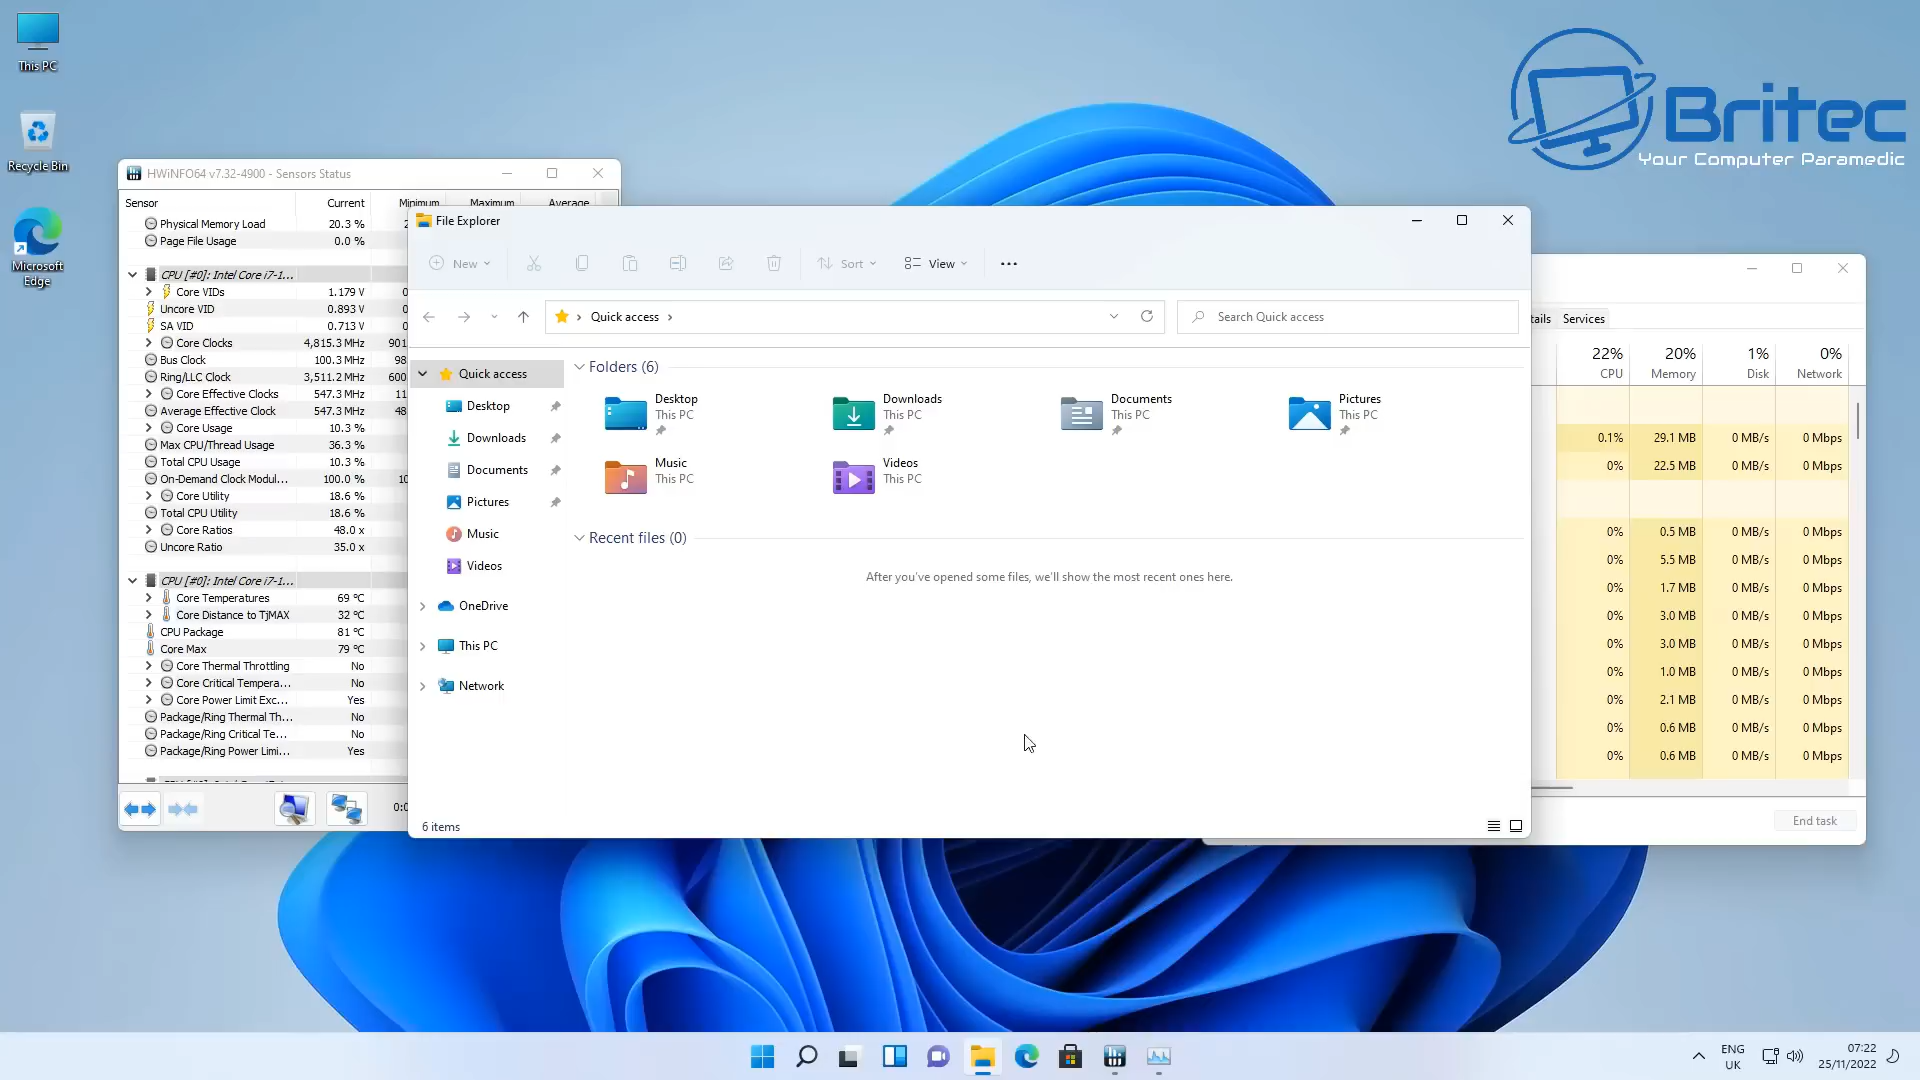 This PC
Recycle Bin
Microsoft
Edge
Britec
Your Computer Paramedic
HWiNFO64 v7.32-4900 - Sensors Status
Sensor Current Minimum Maximum Average
Physical Memory Load 20.3 %
Page File Usage 0.0 %
CPU [#0]: Intel Core i7-1...
Core VIDs 1.179 V
Uncore VID 0.893 V
SA VID 0.713 V
Core Clocks 4,815.3 MHz 901
Bus Clock 100.3 MHz 98
Ring/LLC Clock 3,511.2 MHz 600
Core Effective Clocks 547.3 MHz 11
Average Effective Clock 547.3 MHz 48
Core Usage 10.3 %
Max CPU/Thread Usage 36.3 %
Total CPU Usage 10.3 %
On-Demand Clock Modul... 100.0 % 10
Core Utility 18.6 %
Total CPU Utility 18.6 %
Core Ratios 48.0 x
Uncore Ratio 35.0 x
CPU [#0]: Intel Core i7-1...
Core Temperatures 69 °C
Core Distance to TjMAX 32 °C
CPU Package 81 °C
Core Max 79 °C
Core Thermal Throttling No
Core Critical Tempera... No
Core Power Limit Exc... Yes
Package/Ring Thermal Th... No
Package/Ring Critical Te... No
Package/Ring Power Limi... Yes
File Explorer
New Sort View
Quick access
Search Quick access
Quick access
Desktop
Downloads
Documents
Pictures
Music
Videos
OneDrive
This PC
Network
Folders (6)
Desktop
This PC
Downloads
This PC
Documents
This PC
Pictures
This PC
Music
This PC
Videos
This PC
Recent files (0)
After you've opened some files, we'll show the most recent ones here.
6 items
tails Services
22% 20% 1% 0%
CPU Memory Disk Network
0.1% 29.1 MB 0 MB/s 0 Mbps
0% 22.5 MB 0 MB/s 0 Mbps
0% 0.5 MB 0 MB/s 0 Mbps
0% 5.5 MB 0 MB/s 0 Mbps
0% 1.7 MB 0 MB/s 0 Mbps
0% 3.0 MB 0 MB/s 0 Mbps
0% 3.0 MB 0 MB/s 0 Mbps
0% 1.0 MB 0 MB/s 0 Mbps
0% 2.1 MB 0 MB/s 0 Mbps
0% 0.6 MB 0 MB/s 0 Mbps
0% 0.6 MB 0 MB/s 0 Mbps
End task
ENG
UK
07:22
25/11/2022